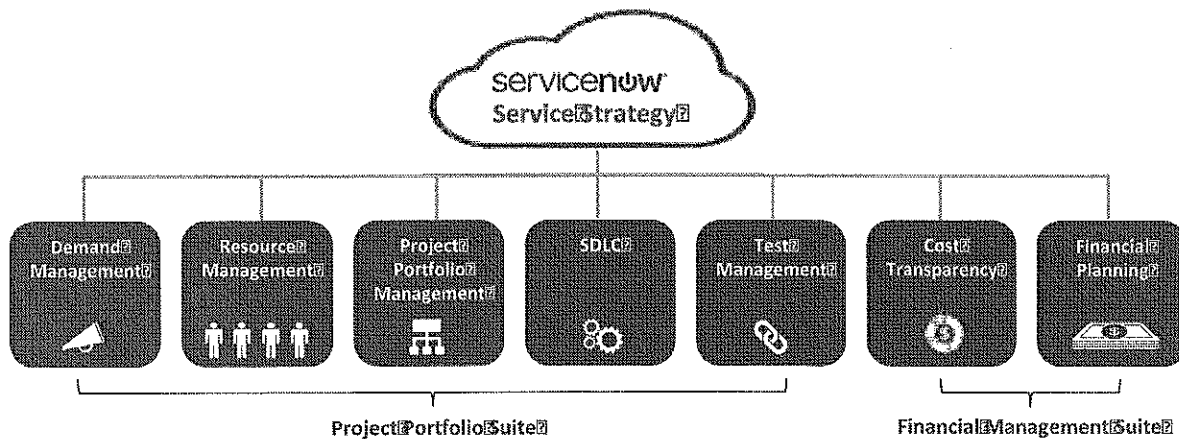 servicenow
Service Strategy
Demand
Management
Resource
Management
Project
Portfolio
Management
SDLC
Test
Management
Cost
Transparency
Financial
Planning
Project Portfolio Suite
Financial Management Suite